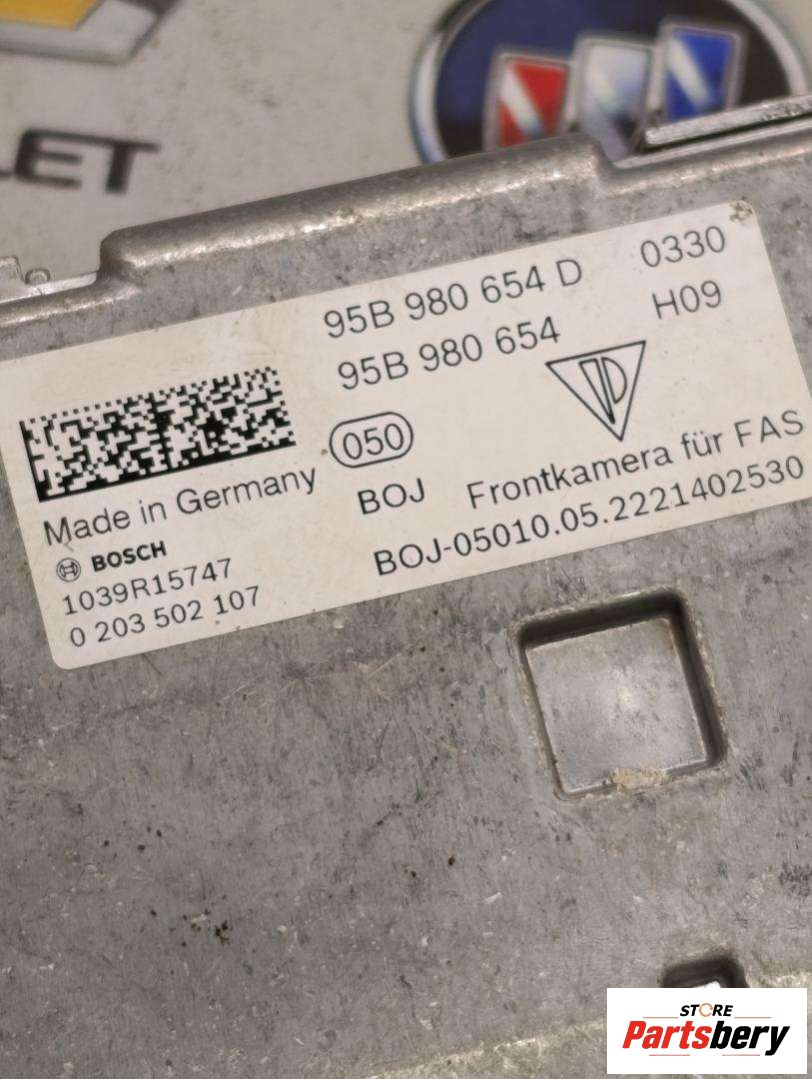 LET
95B 980 654 D 0330
95B 980 654 H09
050
BOJ Frontkamera für FAS
BOJ-05010.05.2221402530
Made in Germany
BOSCH
1039R15747
0 203 502 107
STORE
Partsbery